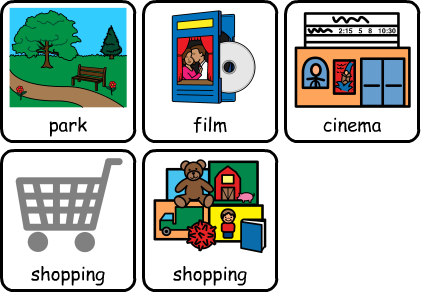 park
film
2:15 5 8 10:30
cinema
shopping
shopping